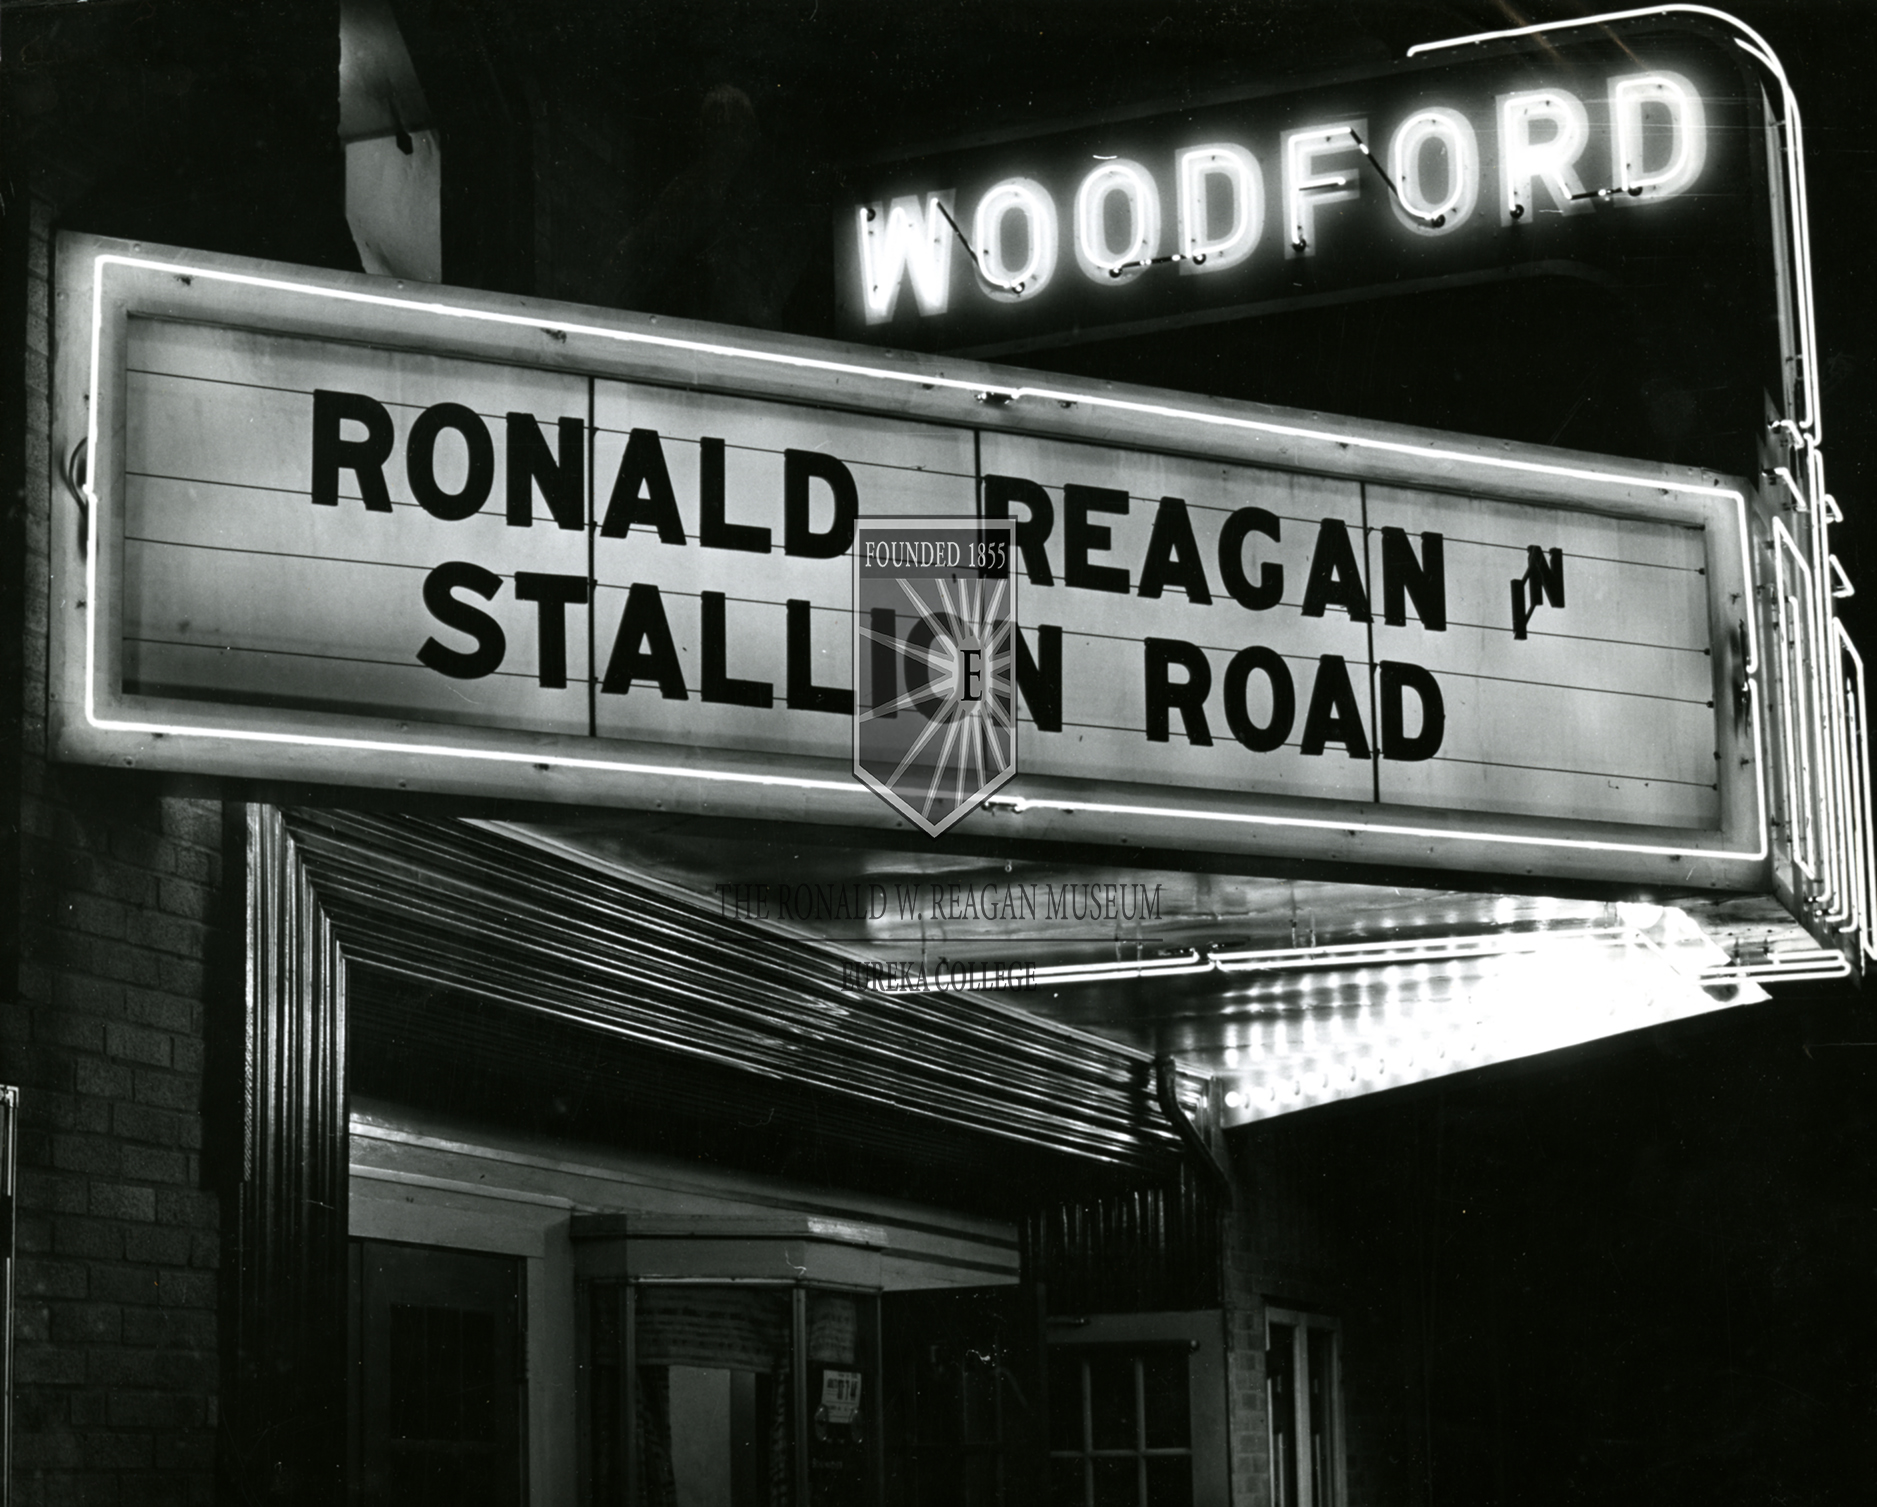 WOODFORD
RONALD REAGAN IN
STALLION ROAD
FOUNDED 1855
E
THE RONALD W. REAGAN MUSEUM
EUREKA COLLEGE